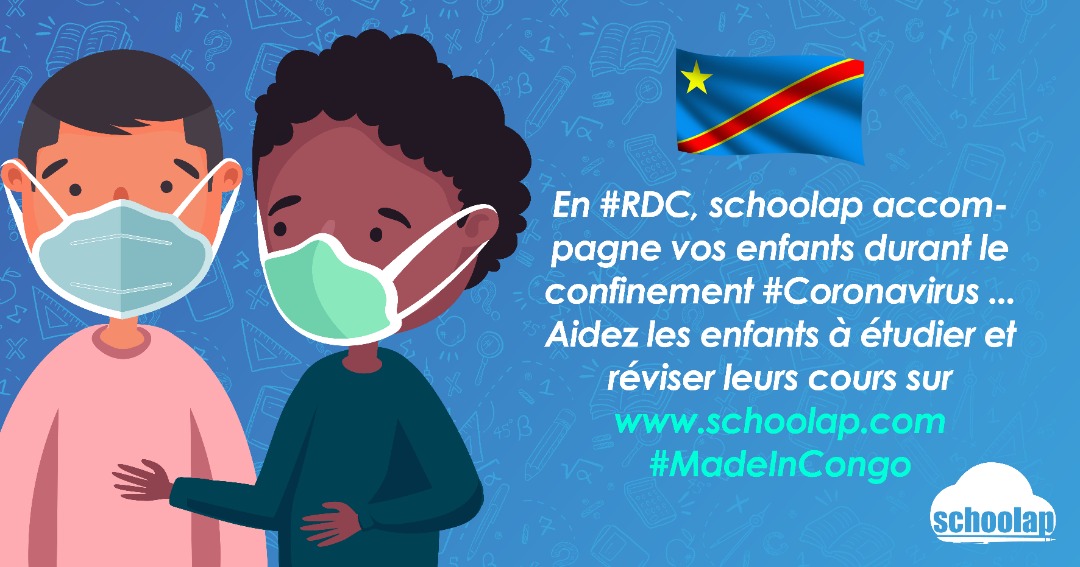 En #RDC, schoolap accom-
pagne vos enfants durant le
confinement #Coronavirus ...
Aidez les enfants à étudier et
réviser leurs cours sur
www.schoolap.com
#MadeInCongo
schoolap